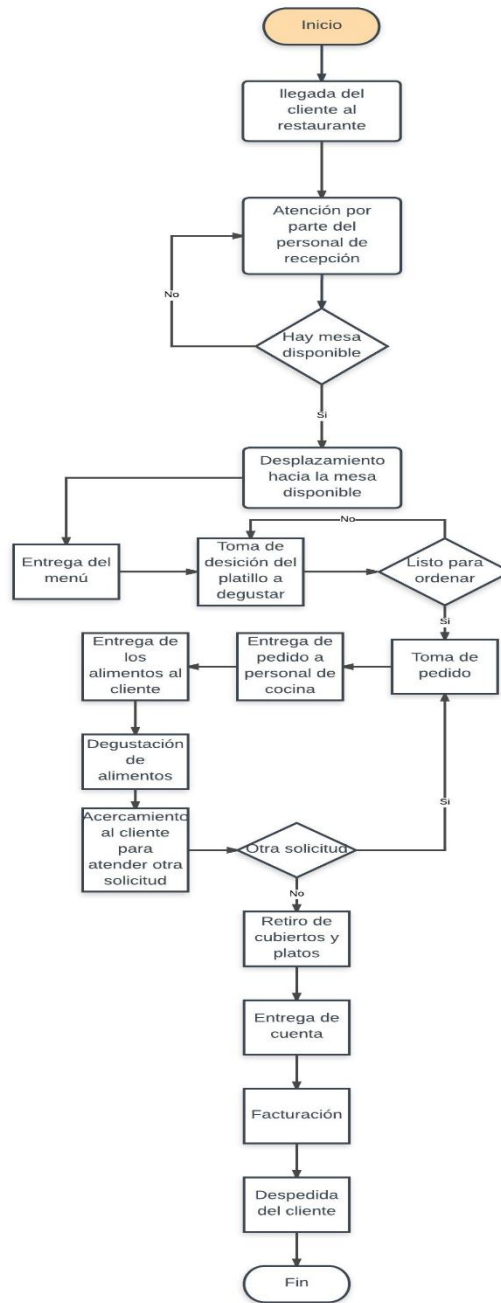 Inicio
llegada del
cliente al
restaurante
Atención por
parte del
personal de
recepción
No
Hay mesa
disponible
Si
Desplazamiento
hacia la mesa
disponible
No
Entrega del
menú
Toma de
desición del
platillo a
degustar
Listo para
ordenar
Si
Entrega de
los
alimentos al
cliente
Entrega de
pedido a
personal de
cocina
Toma de
pedido
Degustación
de
alimentos
Si
Acercamiento
al cliente
para
atender otra
solicitud
Otra solicitud
No
Retiro de
cubiertos y
platos
Entrega de
cuenta
Facturación
Despedida
del cliente
Fin